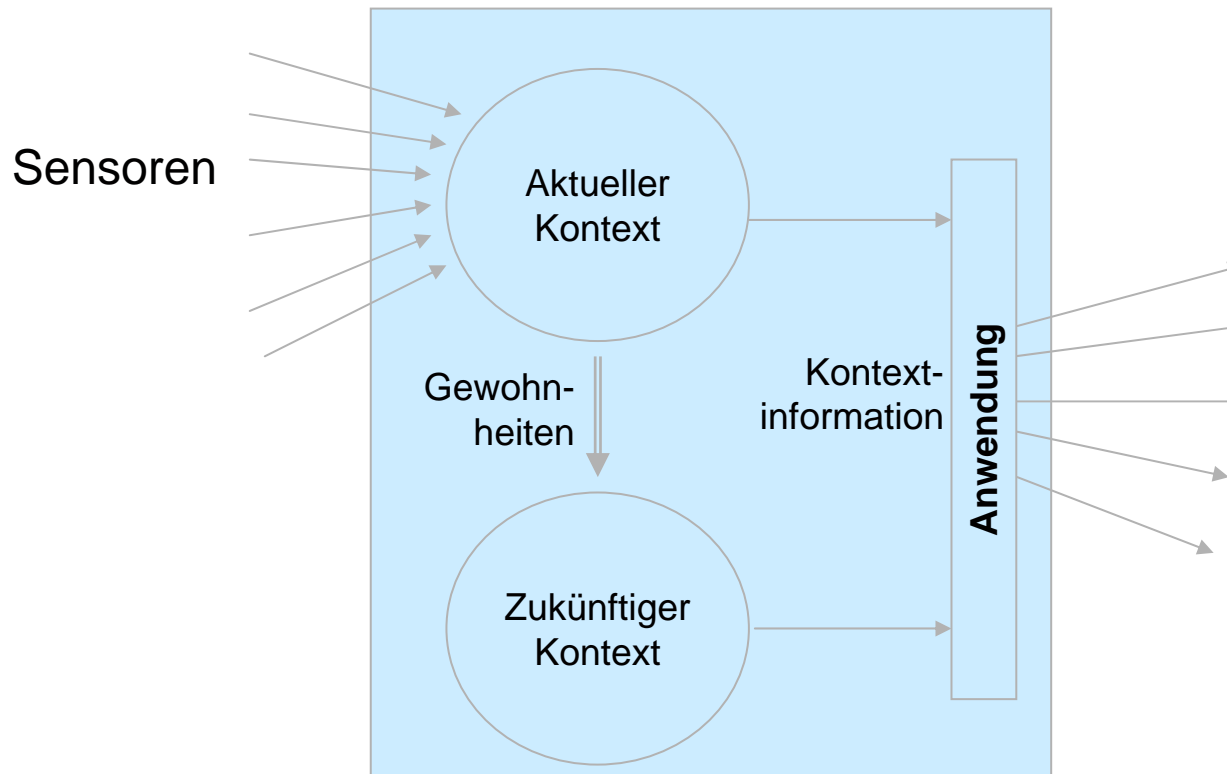 Sensoren
Aktueller
Kontext
Gewohn-
heiten
Kontext-
information
Anwendung
Zukünftiger
Kontext